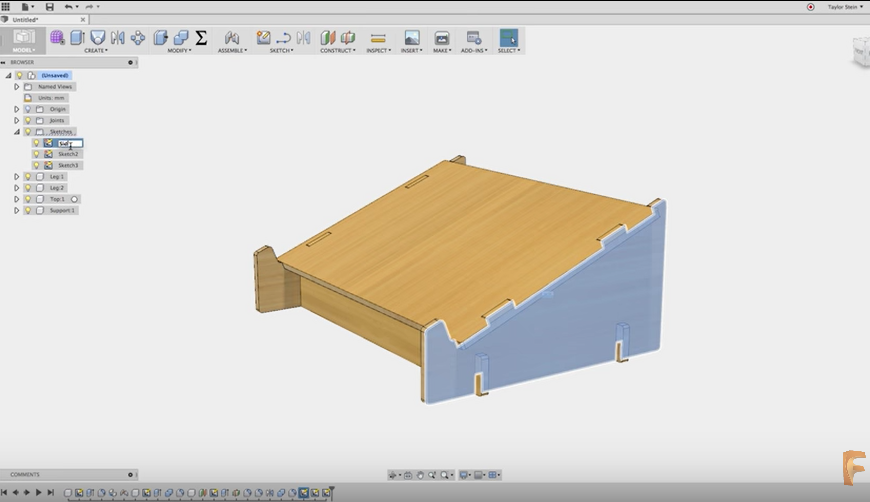 Taylor Stein
Untitled*
MODEL
CREATE
MODIFY
ASSEMBLE
SKETCH
CONSTRUCT
INSPECT
INSERT
MAKE
ADD-INS
SELECT
BROWSER
(Unsaved)
Named Views
Units: mm
Origin
Joints
Sketches
Sketch2
Sketch3
Leg:1
Leg:2
Top:1
Support:1
COMMENTS
F